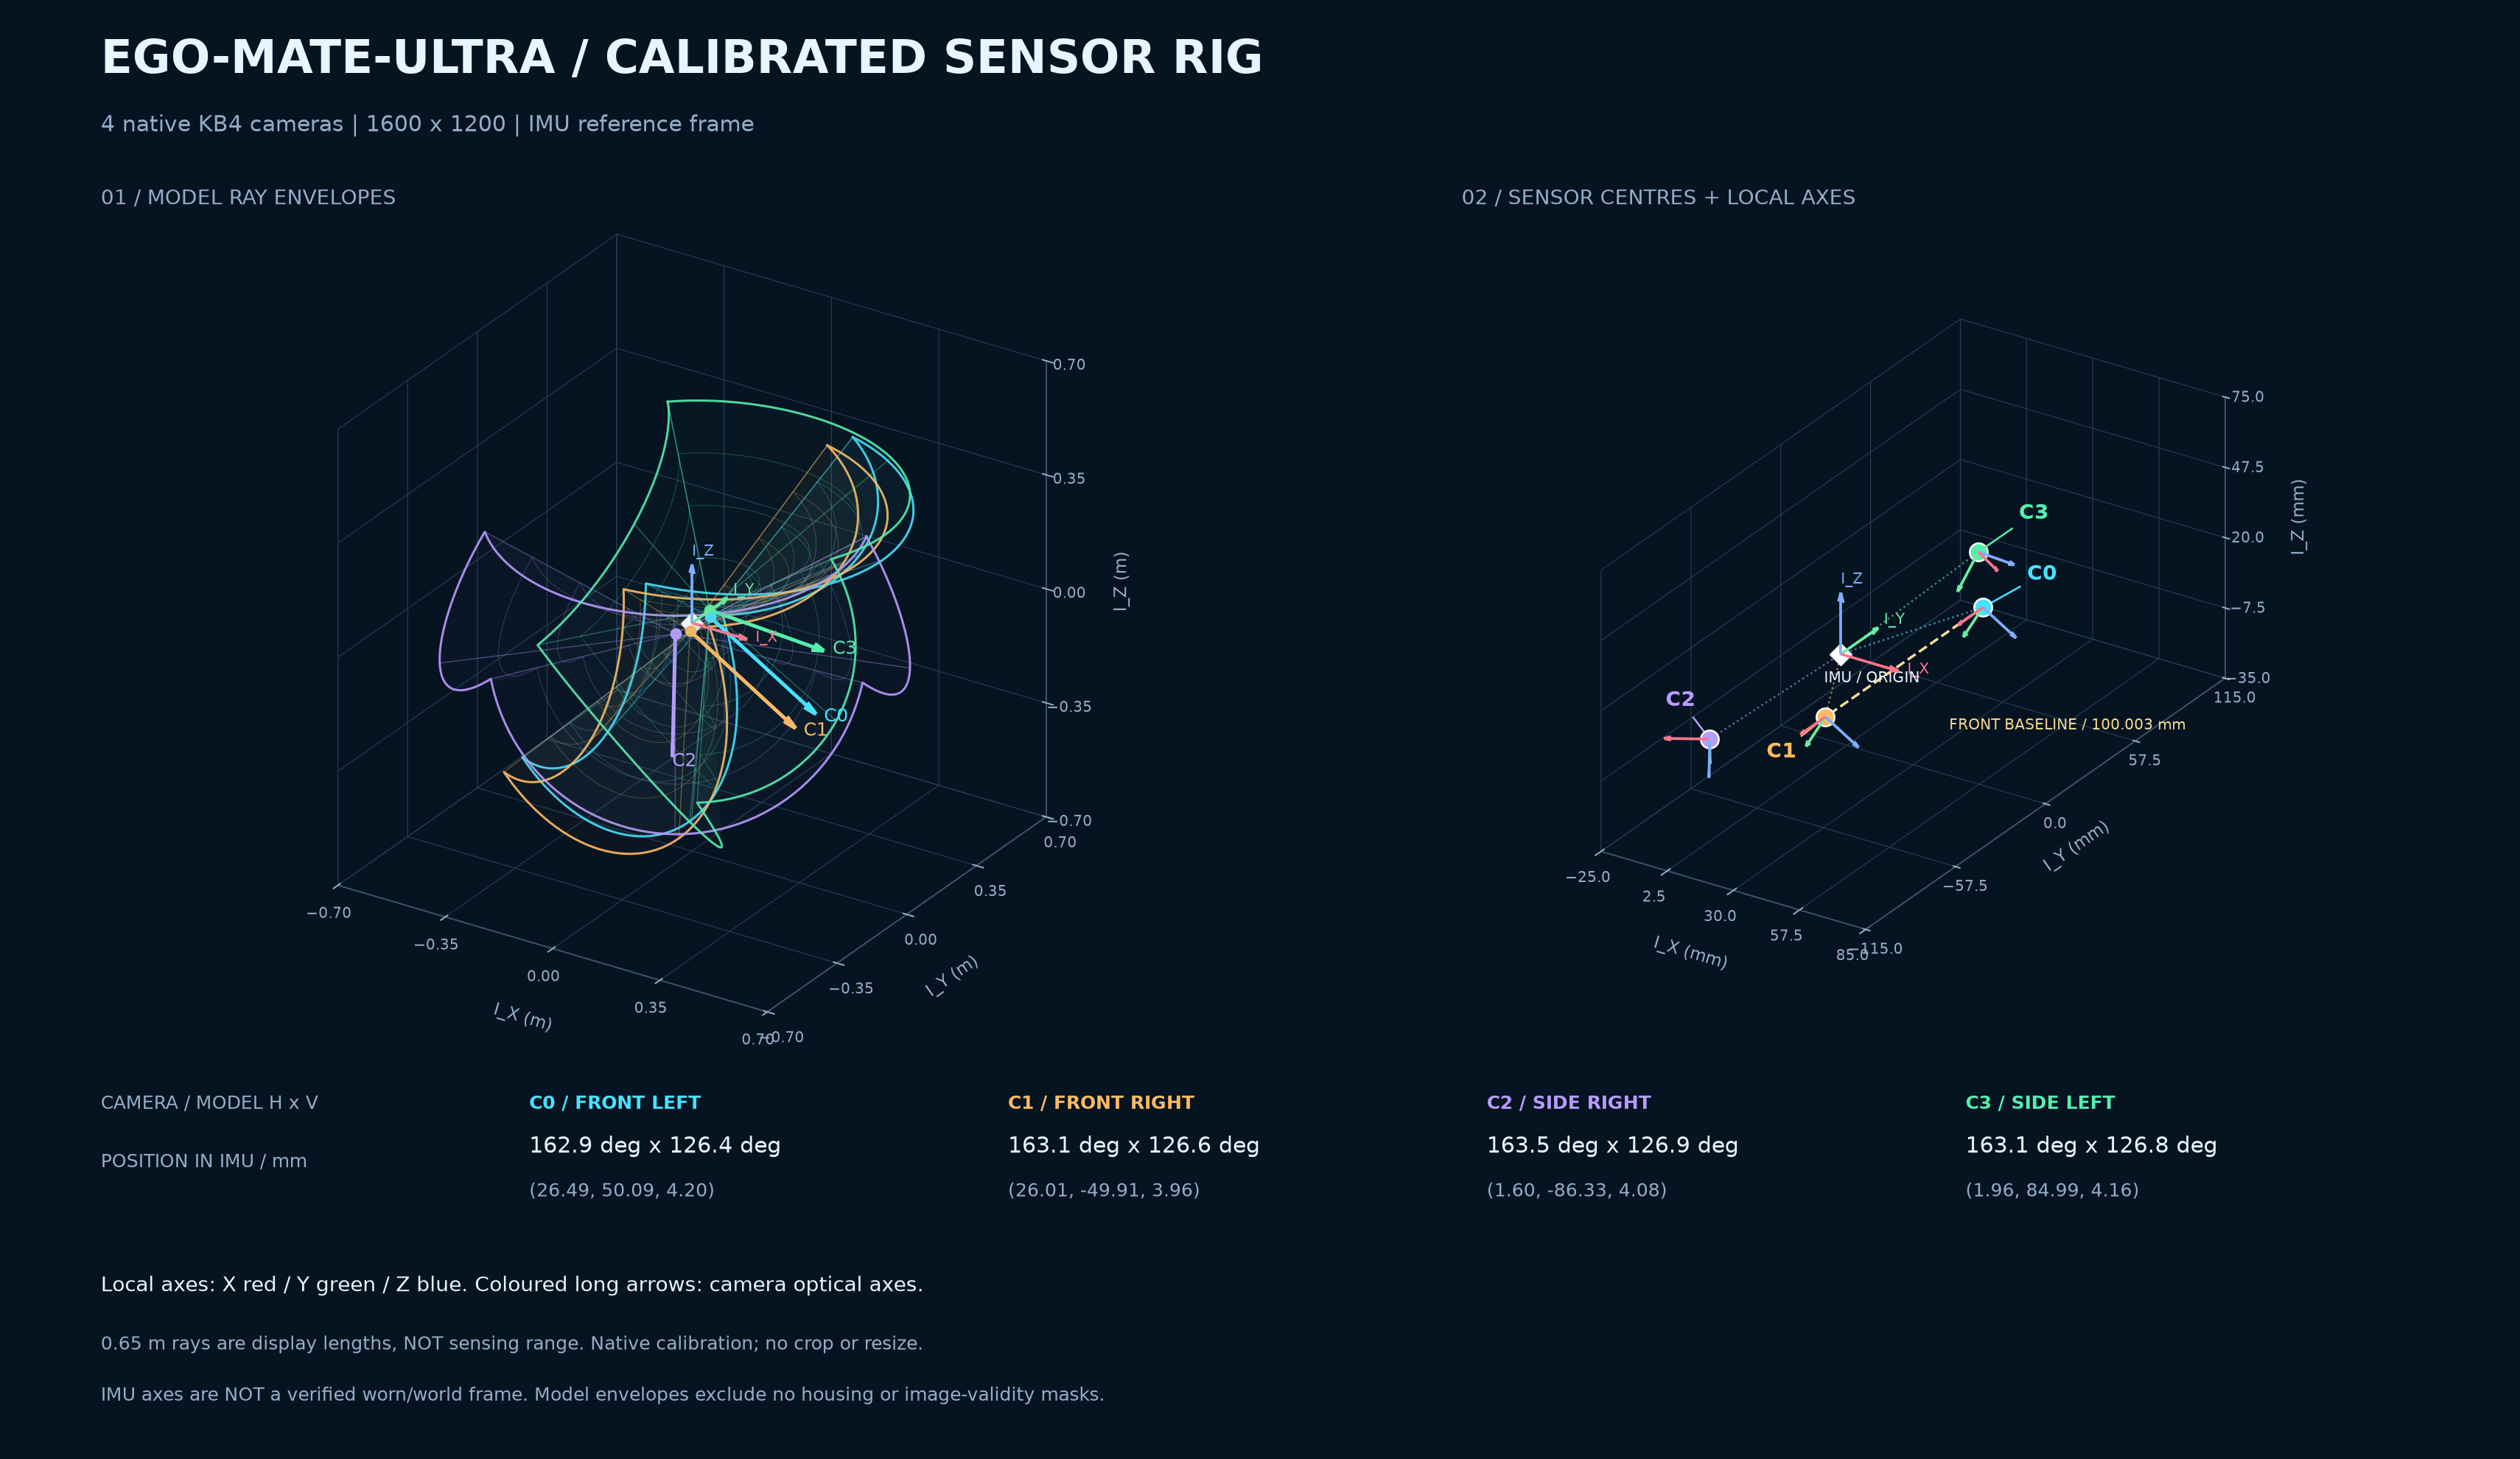 EGO-MATE-ULTRA / CALIBRATED SENSOR RIG
4 native KB4 cameras | 1600 x 1200 | IMU reference frame
01 / MODEL RAY ENVELOPES
0.70
0.35
0.00
−0.35
−0.70
I_Z (m)
0.70
0.35
0.00
−0.35
−0.70
I_Y (m)
−0.70
−0.35
0.00
0.35
0.70
I_X (m)
I_Z
I_Y
I_X
C3
C0
C1
C2
02 / SENSOR CENTRES + LOCAL AXES
75.0
47.5
20.0
−7.5
−35.0
I_Z (mm)
115.0
57.5
0.0
−57.5
−115.0
I_Y (mm)
−25.0
2.5
30.0
57.5
85.0
I_X (mm)
C3
C0
I_Z
I_Y
I_X
IMU / ORIGIN
C2
C1
FRONT BASELINE / 100.003 mm
CAMERA / MODEL H x V
POSITION IN IMU / mm
C0 / FRONT LEFT
162.9 deg x 126.4 deg
(26.49, 50.09, 4.20)
C1 / FRONT RIGHT
163.1 deg x 126.6 deg
(26.01, -49.91, 3.96)
C2 / SIDE RIGHT
163.5 deg x 126.9 deg
(1.60, -86.33, 4.08)
C3 / SIDE LEFT
163.1 deg x 126.8 deg
(1.96, 84.99, 4.16)
Local axes: X red / Y green / Z blue. Coloured long arrows: camera optical axes.
0.65 m rays are display lengths, NOT sensing range. Native calibration; no crop or resize.
IMU axes are NOT a verified worn/world frame. Model envelopes exclude no housing or image-validity masks.